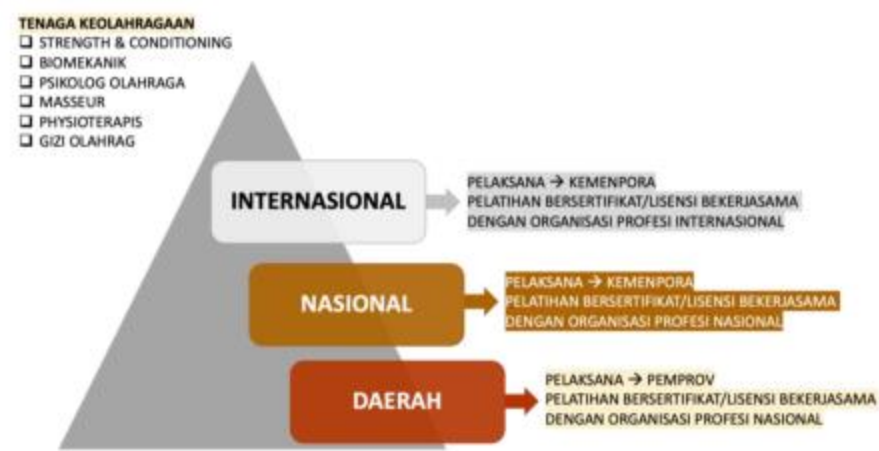 TENAGA KEOLAHRAGAAN
❑ STRENGTH & CONDITIONING
❑ BIOMEKANIK
❑ PSIKOLOG OLAHRAGA
❑ MASSEUR
❑ PHYSIOTERAPIS
❑ GIZI OLAHRAG
INTERNASIONAL
PELAKSANA → KEMENPORA
PELATIHAN BERSERTIFIKAT/LISENSI BEKERJASAMA
DENGAN ORGANISASI PROFESI INTERNASIONAL
NASIONAL
PELAKSANA → KEMENPORA
PELATIHAN BERSERTIFIKAT/LISENSI BEKERJASAMA
DENGAN ORGANISASI PROFESI NASIONAL
DAERAH
PELAKSANA → PEMPROV
PELATIHAN BERSERTIFIKAT/LISENSI BEKERJASAMA
DENGAN ORGANISASI PROFESI NASIONAL